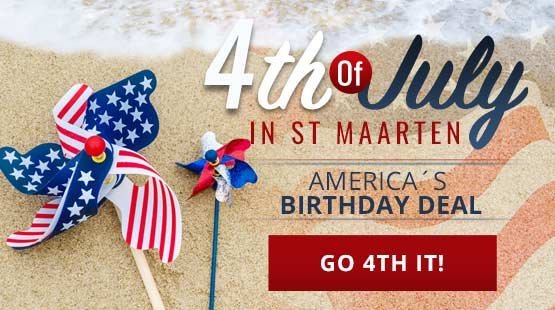 4th Of July
IN ST MAARTEN
AMERICA´S
BIRTHDAY DEAL
GO 4TH IT!